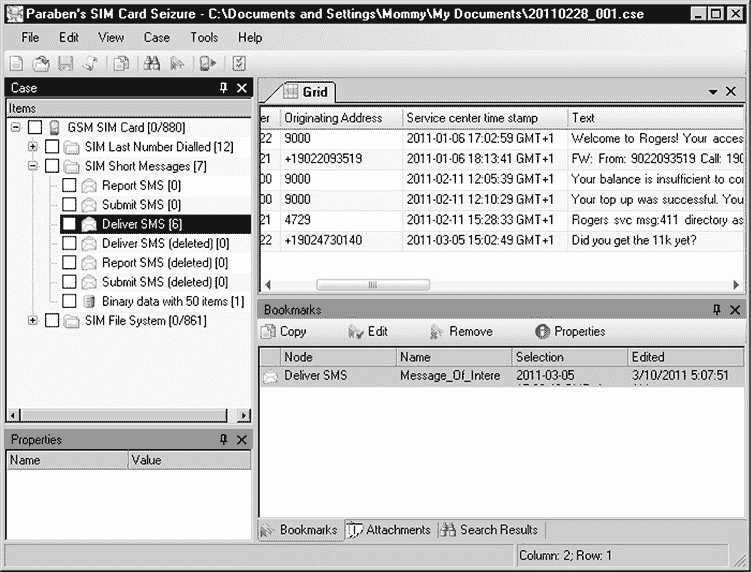 Paraben's SIM Card Seizure - C:\Documents and Settings\Mommy\My Documents\20110228_001.cse
File Edit View Case Tools Help
Case
Items
GSM SIM Card [0/880]
SIM Last Number Dialled [12]
SIM Short Messages [7]
Report SMS [0]
Submit SMS [0]
Deliver SMS [6]
Deliver SMS (deleted) [0]
Report SMS (deleted) [0]
Submit SMS (deleted) [0]
Binary data with 50 items [1]
SIM File System [0/861]
Properties
Name Value
Grid
er Originating Address Service center time stamp Text
22 9000 2011-01-06 17:02:59 GMT+1 Welcome to Rogers! Your acces
21 +19022093519 2011-01-06 18:13:41 GMT+1 FW: From: 9022093519 Call: 190
00 9000 2011-02-11 12:05:39 GMT+1 Your balance is insufficient to cor
00 9000 2011-02-11 12:10:29 GMT+1 Your top up was successful. You
21 4729 2011-02-11 15:28:33 GMT+1 Rogers svc msg:411 directory as
22 +19024730140 2011-03-05 15:02:49 GMT+1 Did you get the 11k yet?
Bookmarks
Copy Edit Remove Properties
Node Name Selection Edited
Deliver SMS Message_Of_Intere 2011-03-05 3/10/2011 5:07:51
Bookmarks Attachments Search Results
Column: 2; Row: 1